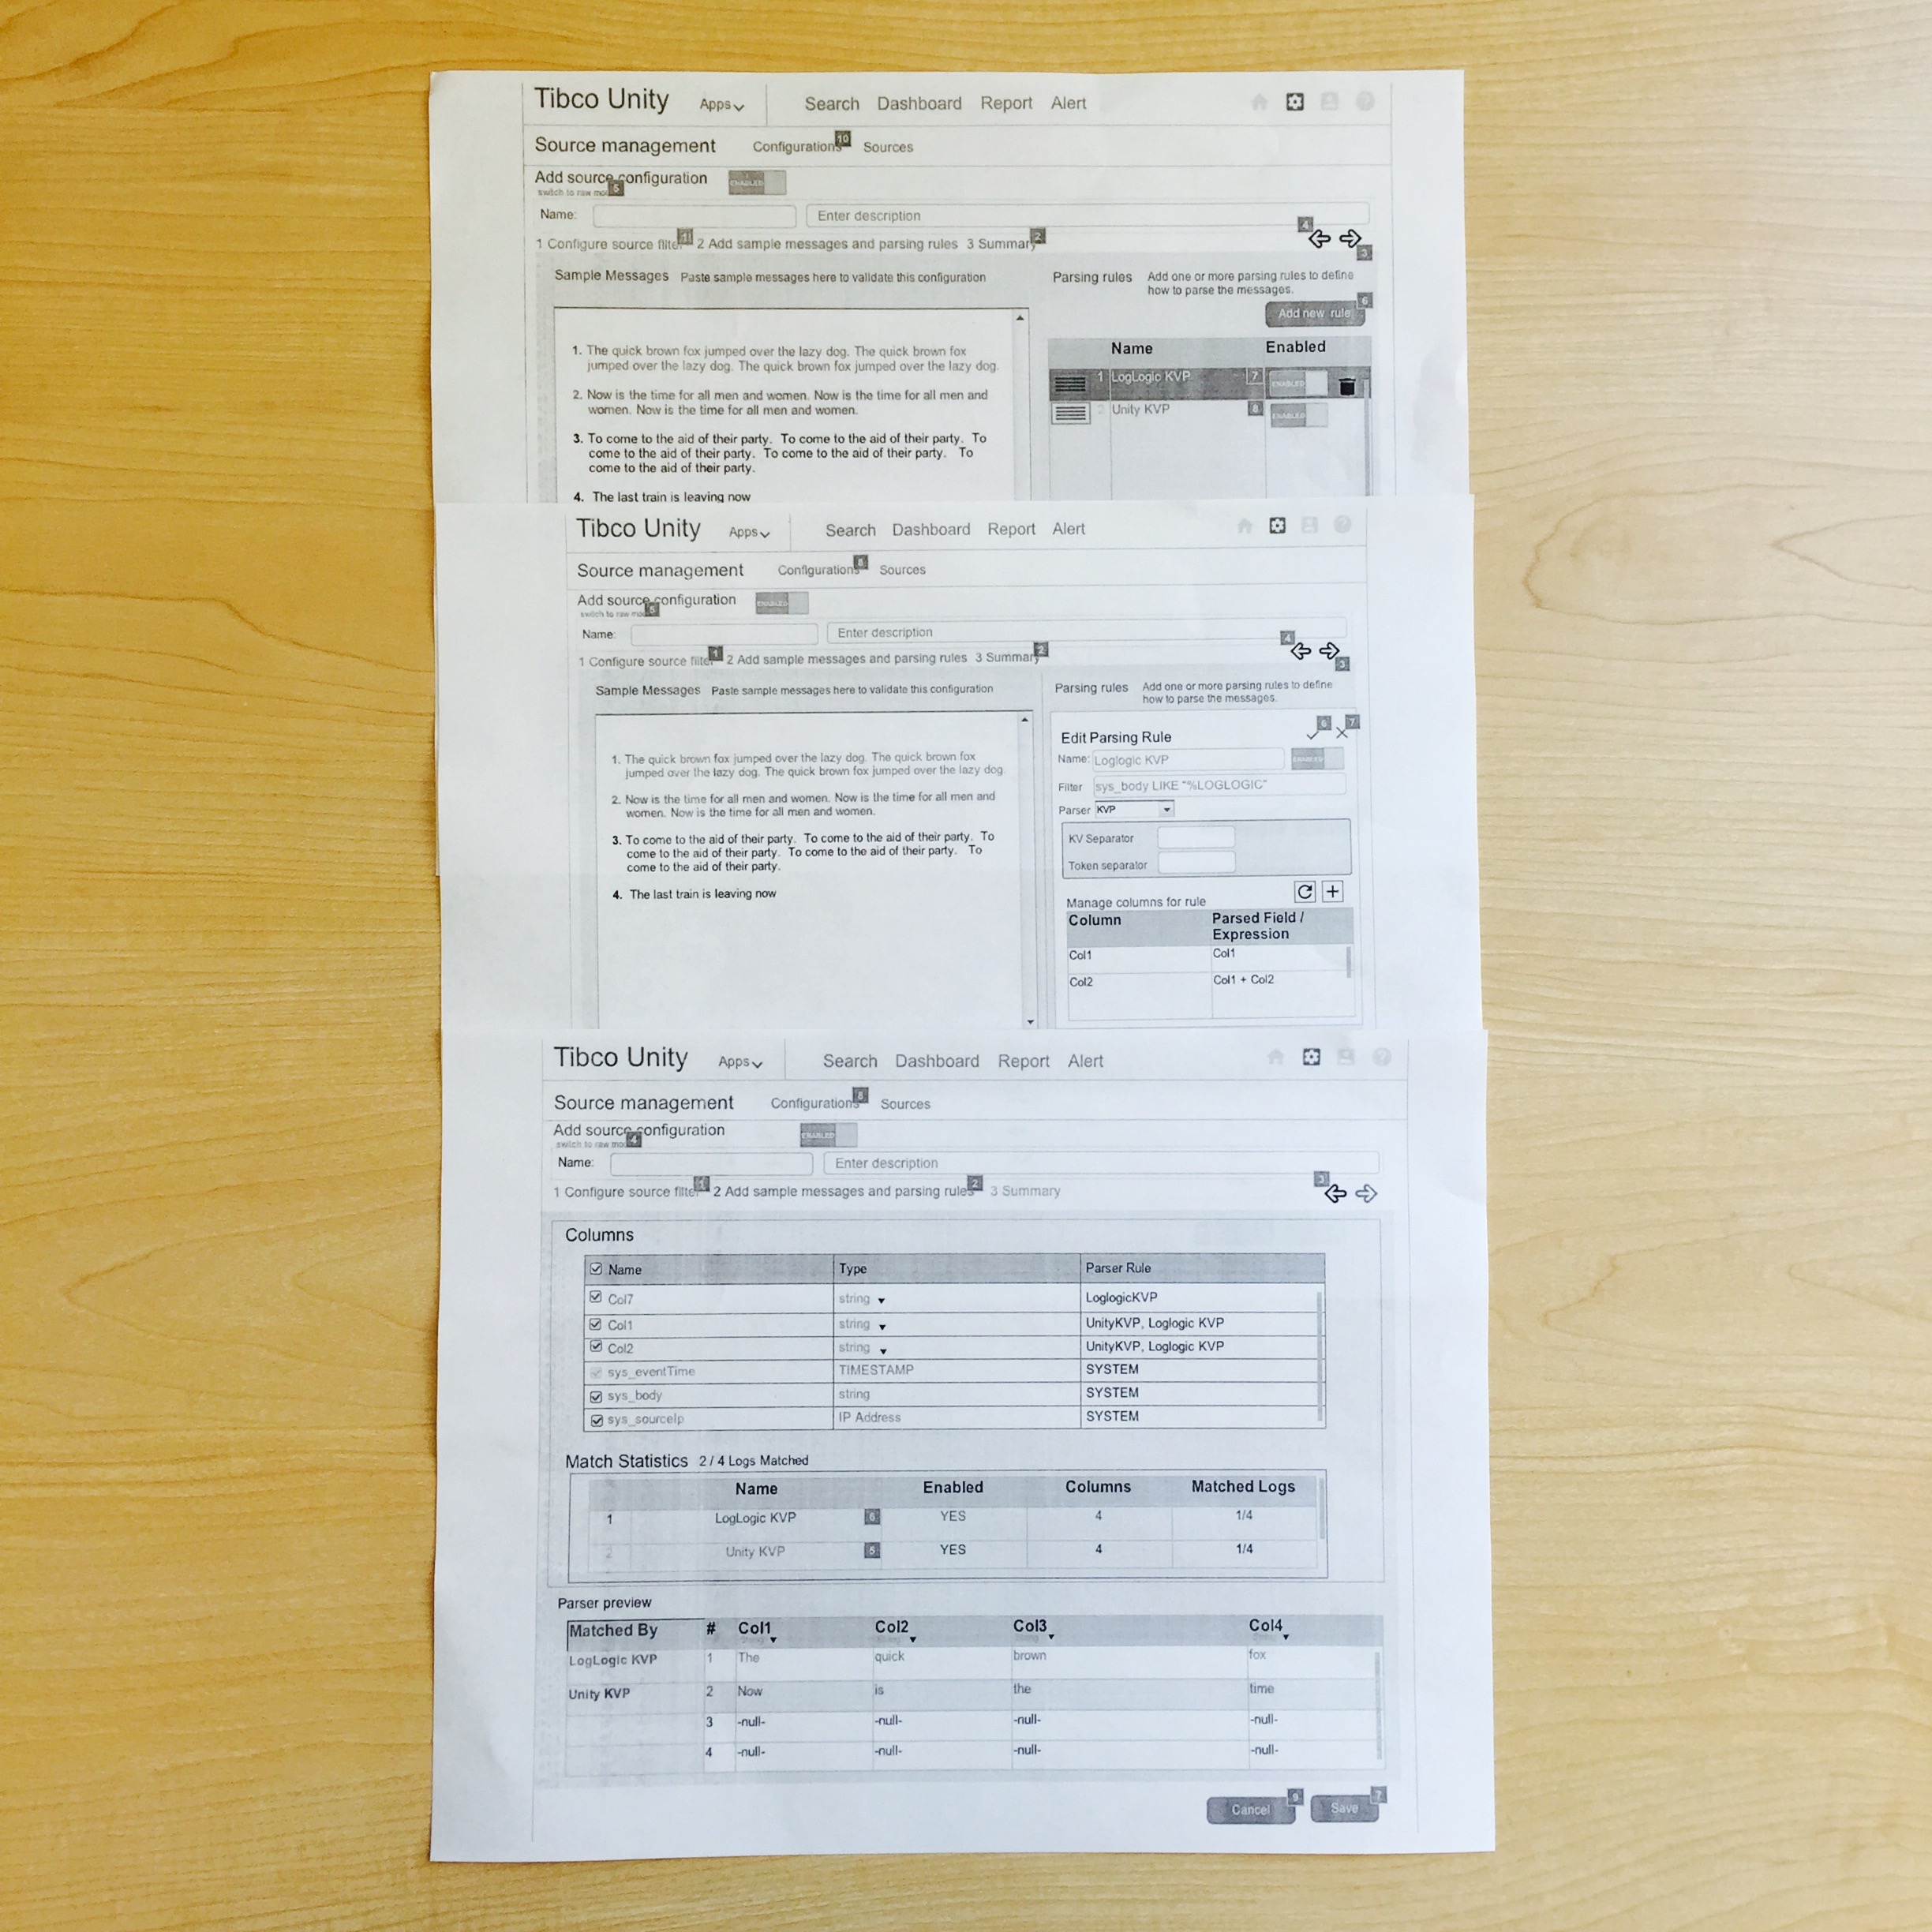 Tibco Unity Apps Search Dashboard Report Alert
Source management Configurations 10 Sources
Add source configuration ENABLED
switch to raw mo 5
Name: Enter description
4
1 Configure source filter 2 Add sample messages and parsing rules 3 Summary 2
3
Sample Messages Paste sample messages here to validate this configuration
Parsing rules Add one or more parsing rules to define
how to parse the messages.
6
Add new rule
Name Enabled
1 LogLogic KVP 7 ENABLED
2 Unity KVP 8 ENABLED
1. The quick brown fox jumped over the lazy dog. The quick brown fox
jumped over the lazy dog. The quick brown fox jumped over the lazy dog.
2. Now is the time for all men and women. Now is the time for all men and
women. Now is the time for all men and women.
3. To come to the aid of their party. To come to the aid of their party. To
come to the aid of their party. To come to the aid of their party. To
come to the aid of their party.
4. The last train is leaving now
Tibco Unity Apps Search Dashboard Report Alert
Source management Configurations 8 Sources
Add source configuration ENABLED
switch to raw mo 5
Name: Enter description
4
1 Configure source filter 1 2 Add sample messages and parsing rules 3 Summary 2
3
Sample Messages Paste sample messages here to validate this configuration
Parsing rules Add one or more parsing rules to define
how to parse the messages.
1. The quick brown fox jumped over the lazy dog. The quick brown fox
jumped over the lazy dog. The quick brown fox jumped over the lazy dog.
2. Now is the time for all men and women. Now is the time for all men and
women. Now is the time for all men and women.
3. To come to the aid of their party. To come to the aid of their party. To
come to the aid of their party. To come to the aid of their party. To
come to the aid of their party.
4. The last train is leaving now
6 7
Edit Parsing Rule
Name: Loglogic KVP ENABLED
Filter sys_body LIKE "%LOGLOGIC"
Parser KVP
KV Separator
Token separator
Manage columns for rule
Column Parsed Field /
Expression
Col1 Col1
Col2 Col1 + Col2
Tibco Unity Apps Search Dashboard Report Alert
Source management Configurations 8 Sources
Add source configuration ENABLED
switch to raw mo 4
Name: Enter description
1 Configure source filter 1 2 Add sample messages and parsing rules 2 3 Summary 3
Columns
Name Type Parser Rule
Col7 string LoglogicKVP
Col1 string UnityKVP, Loglogic KVP
Col2 string UnityKVP, Loglogic KVP
sys_eventTime TIMESTAMP SYSTEM
sys_body string SYSTEM
sys_sourceIp IP Address SYSTEM
Match Statistics 2 / 4 Logs Matched
Name Enabled Columns Matched Logs
1 LogLogic KVP 6 YES 4 1/4
2 Unity KVP 5 YES 4 1/4
Parser preview
Matched By # Col1 Col2 Col3 Col4
LogLogic KVP 1 The quick brown fox
Unity KVP 2 Now is the time
3 -null- -null- -null- -null-
4 -null- -null- -null- -null-
Cancel 9 Save 7